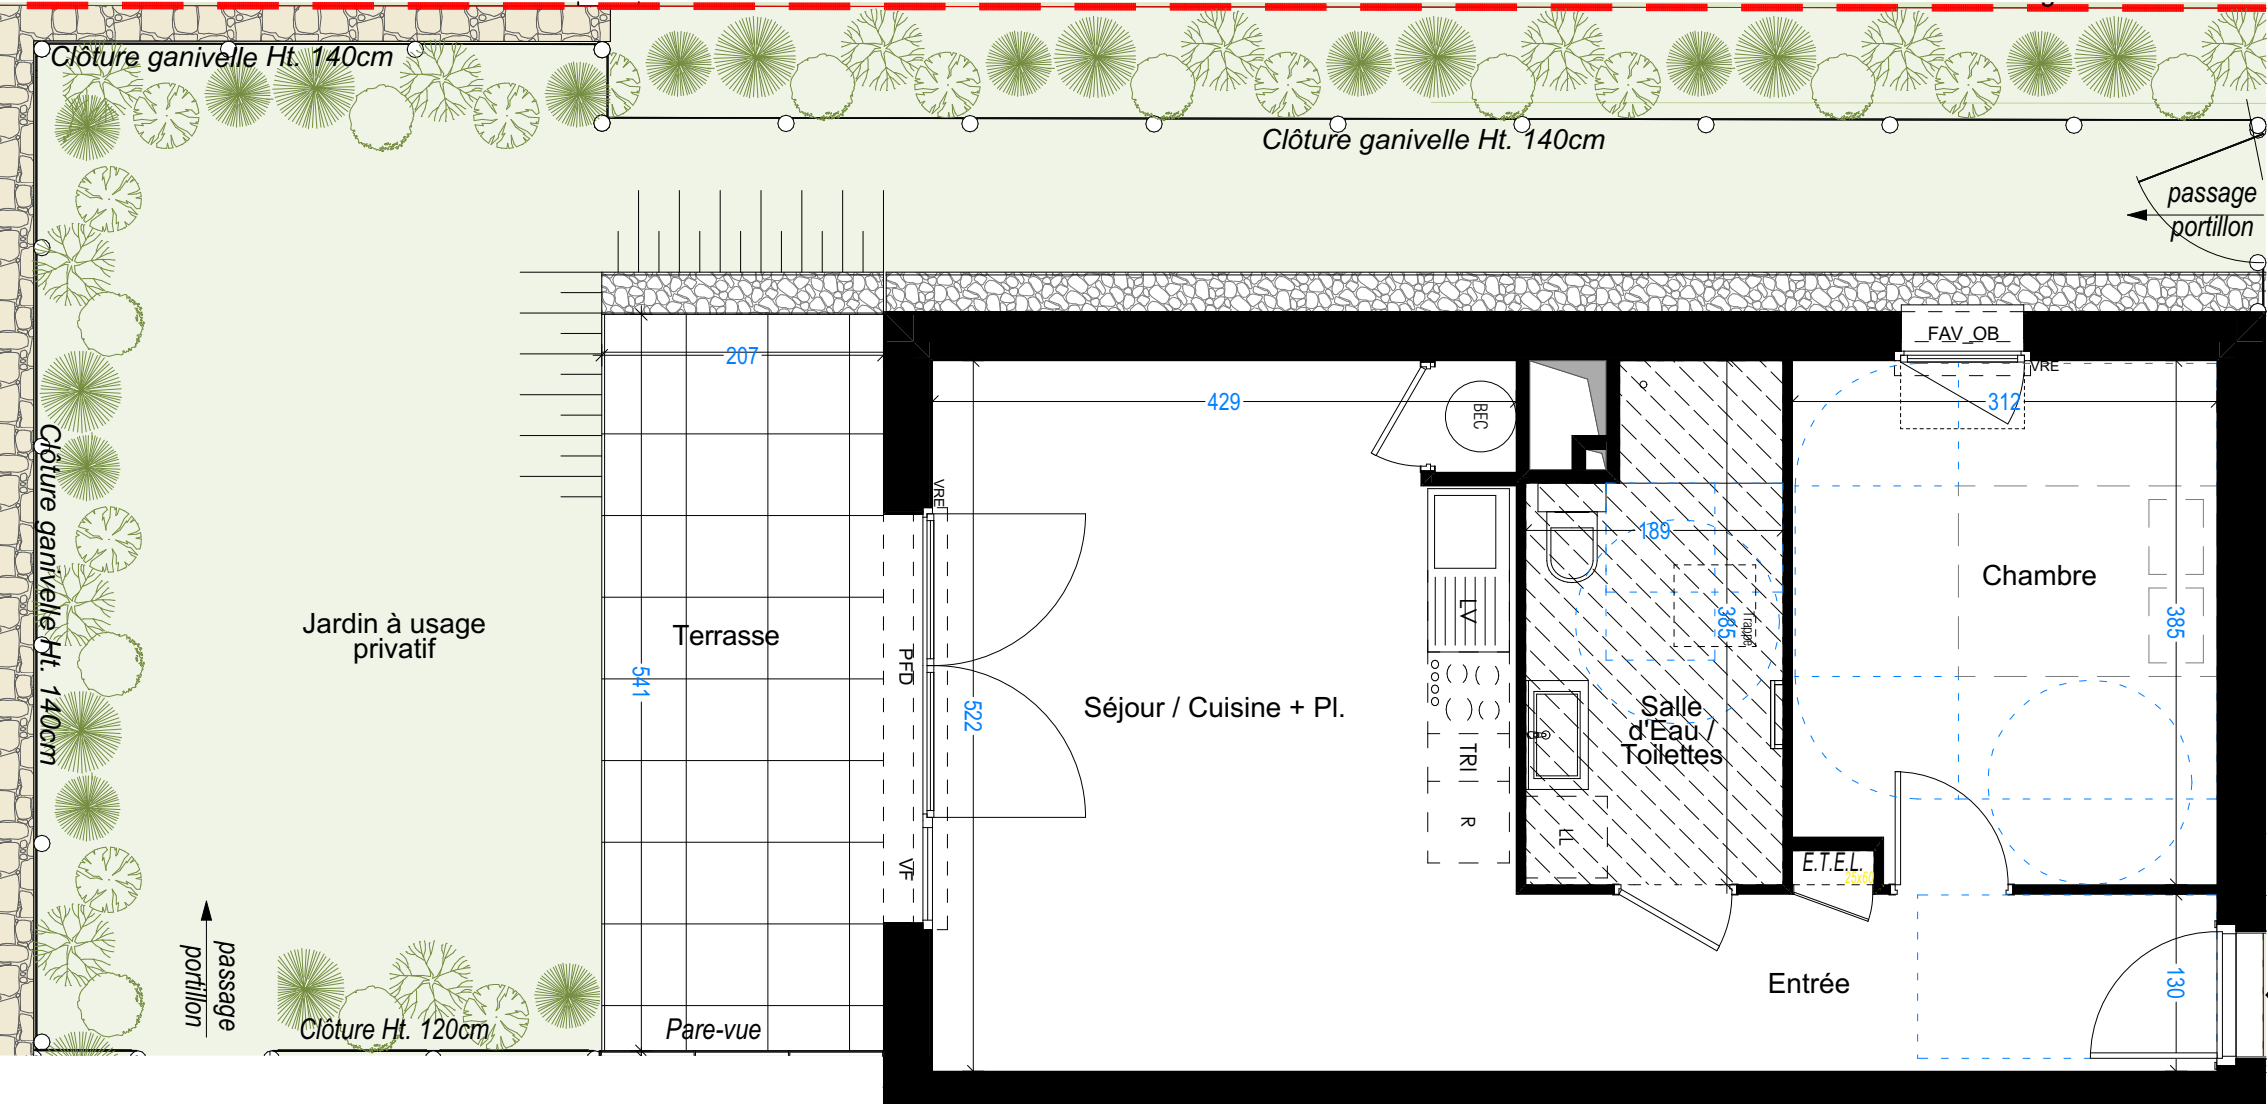 Clôture ganivelle Ht. 140cm
Clôture ganivelle Ht. 140cm
passage
portillon
FAV_OB
VRE
207
429
BEC
312
Clôture ganivelle Ht. 140cm
VRE
189
Chambre
LV
385
Trappe
385
Jardin à usage
privatif
Terrasse
541
PFD
522
Séjour / Cuisine + Pl.
Salle
d'Eau /
Toilettes
TRI
R
LL
VF
E.T.E.L.
25x60
passage
portillon
Entrée
130
Clôture Ht. 120cm
Pare-vue